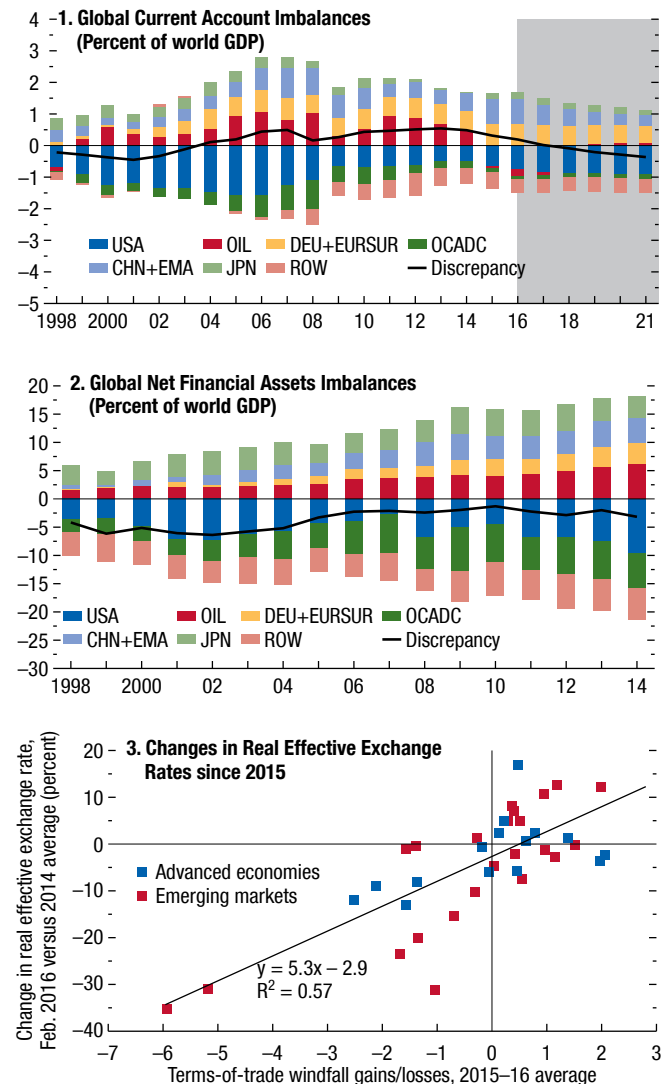 1. Global Current Account Imbalances
(Percent of world GDP)
4
3
2
1
0
–1
–2
–3
–4
–5
USA
OIL
DEU+EURSUR
OCADC
CHN+EMA
JPN
ROW
Discrepancy
1998 2000 02 04 06 08 10 12 14 16 18 21
2. Global Net Financial Assets Imbalances
(Percent of world GDP)
20
15
10
5
0
–5
–10
–15
–20
–25
–30
USA
OIL
DEU+EURSUR
OCADC
CHN+EMA
JPN
ROW
Discrepancy
1998 2000 02 04 06 08 10 12 14
3. Changes in Real Effective Exchange
Rates since 2015
Change in real effective exchange rate,
Feb. 2016 versus 2014 average (percent)
20
10
0
–10
–20
–30
–40
Advanced economies
Emerging markets
y = 5.3x – 2.9
R² = 0.57
–7 –6 –5 –4 –3 –2 –1 0 1 2 3
Terms-of-trade windfall gains/losses, 2015–16 average